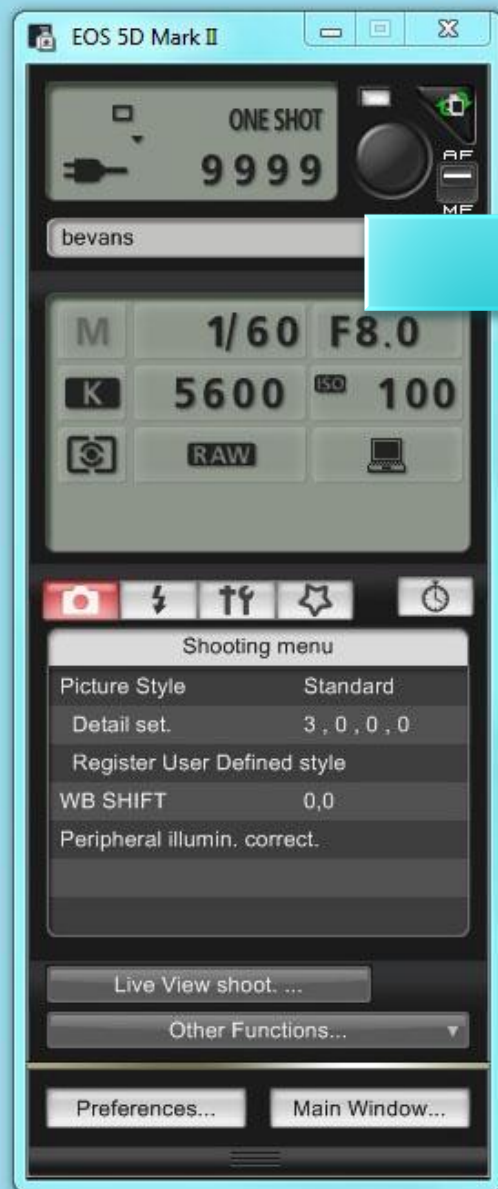 EOS 5D Mark II
ONE SHOT
9999
AF
MF
bevans
M 1/60 F8.0
K 5600 ISO 100
RAW
Shooting menu
Picture Style Standard
Detail set. 3 , 0 , 0 , 0
Register User Defined style
WB SHIFT 0,0
Peripheral illumin. correct.
Live View shoot. ...
Other Functions...
Preferences... Main Window...